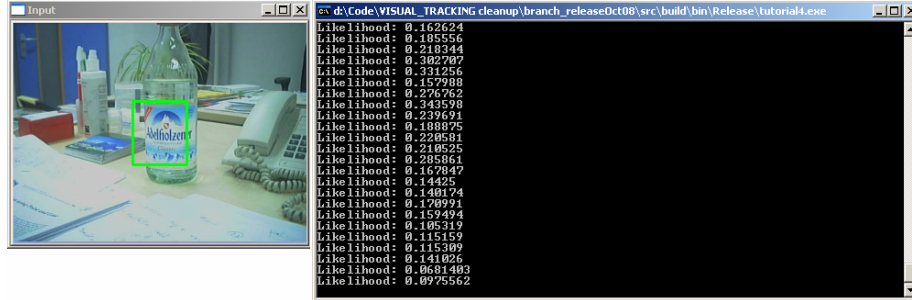 Input
d:\Code\VISUAL_TRACKING cleanup\branch_releaseOct08\src\build\bin\Release\tutorial4.exe
Likelihood: 0.162624
Likelihood: 0.185556
Likelihood: 0.218344
Likelihood: 0.302707
Likelihood: 0.331256
Likelihood: 0.157988
Likelihood: 0.276762
Likelihood: 0.343598
Likelihood: 0.239691
Likelihood: 0.188875
Likelihood: 0.220581
Likelihood: 0.210525
Likelihood: 0.285861
Likelihood: 0.167847
Likelihood: 0.14425
Likelihood: 0.140174
Likelihood: 0.170991
Likelihood: 0.159494
Likelihood: 0.105319
Likelihood: 0.115159
Likelihood: 0.115309
Likelihood: 0.141026
Likelihood: 0.0681403
Likelihood: 0.0975562
Adelholzener